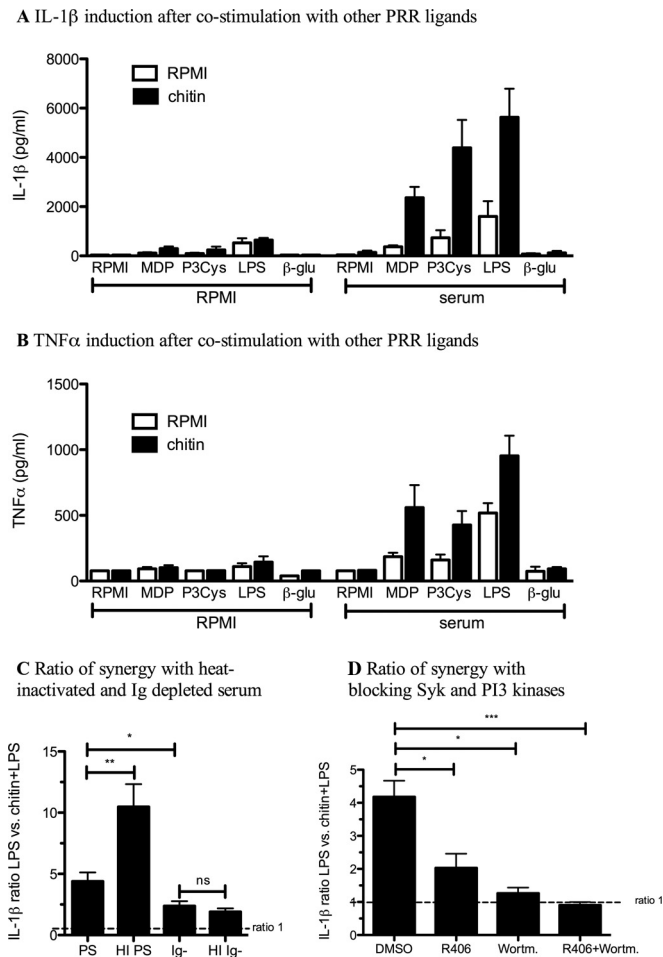 A IL-1β induction after co-stimulation with other PRR ligands
RPMI
chitin
IL-1β (pg/ml)
8000
6000
4000
2000
0
RPMI MDP P3Cys LPS β-glu RPMI MDP P3Cys LPS β-glu
RPMI serum
B TNFα induction after co-stimulation with other PRR ligands
RPMI
chitin
TNFα (pg/ml)
1500
1000
500
0
RPMI MDP P3Cys LPS β-glu RPMI MDP P3Cys LPS β-glu
RPMI serum
C Ratio of synergy with heat-
inactivated and Ig depleted serum
IL-1β ratio LPS vs. chitin+LPS
15
10
5
2.5
0
*
**
ns
ratio 1
PS HI PS Ig- HI Ig-
D Ratio of synergy with
blocking Syk and PI3 kinases
IL-1β ratio LPS vs. chitin+LPS
5
4
3
2
1
0
***
*
*
ratio 1
DMSO R406 Wortm. R406+Wortm.